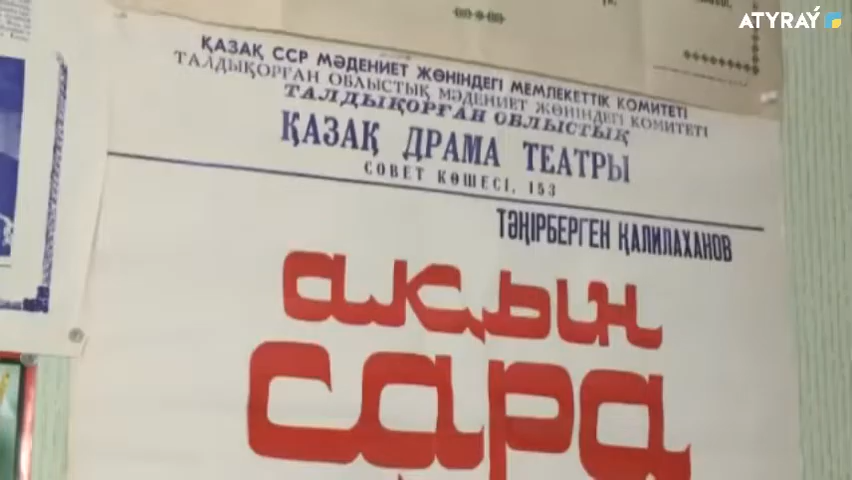 ATYRAÝ
ҚАЗАҚ ССР МӘДЕНИЕТ ЖӨНІНДЕГІ МЕМЛЕКЕТТІК КОМИТЕТІ
ТАЛДЫҚОРҒАН ОБЛЫСТЫҚ МӘДЕНИЕТ ЖӨНІНДЕГІ КОМИТЕТІ
ТАЛДЫҚОРҒАН ОБЛЫСТЫҚ
ҚАЗАҚ ДРАМА ТЕАТРЫ
СОВЕТ КӨШЕСІ, 153
ТӘҢІРБЕРГЕН ҚАЛИЛАХАНОВ
ақын
сара